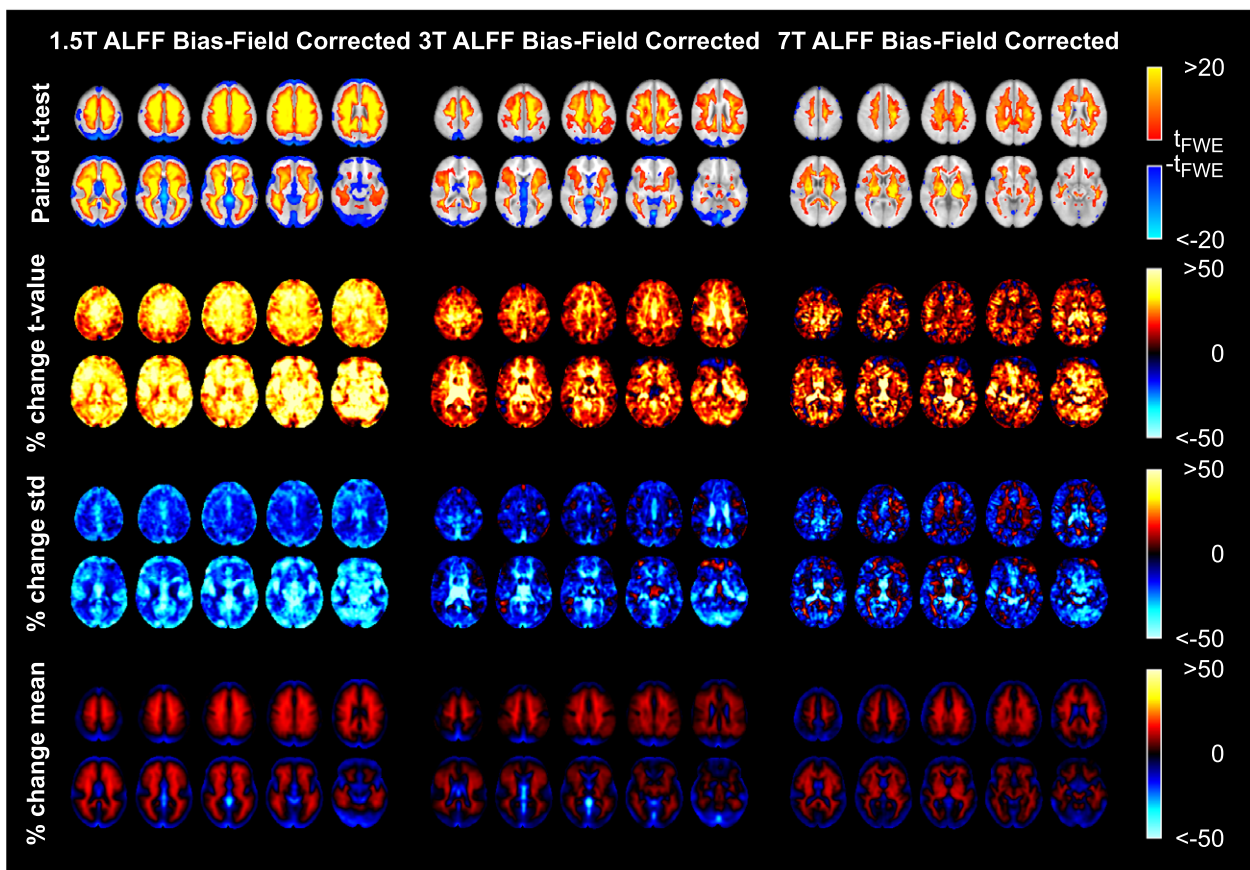 1.5T ALFF Bias-Field Corrected 3T ALFF Bias-Field Corrected 7T ALFF Bias-Field Corrected
Paired t-test
>20
tFWE
-tFWE
<-20
% change t-value
>50
0
<-50
% change std
>50
0
<-50
% change mean
>50
0
<-50